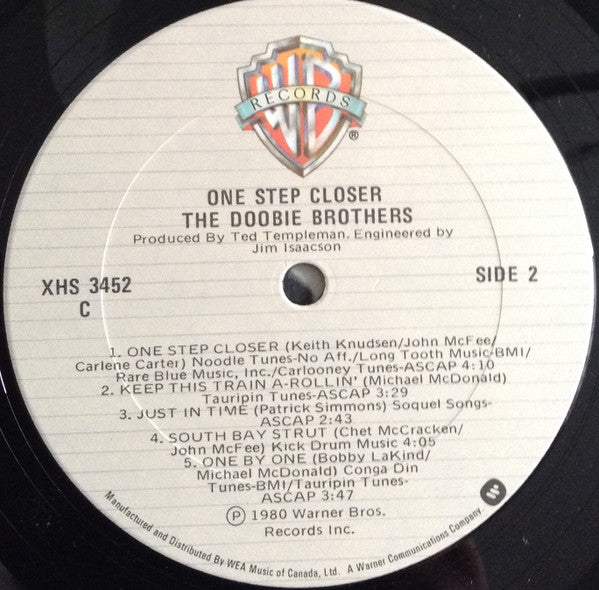 WB
RECORDS
®
ONE STEP CLOSER
THE DOOBIE BROTHERS
Produced By Ted Templeman. Engineered by
Jim Isaacson
XHS 3452
C
SIDE 2
1. ONE STEP CLOSER (Keith Knudsen/John McFee/
Carlene Carter) Noodle Tunes-No Aff./Long Tooth Music-BMI/
Rare Blue Music, Inc./Carlooney Tunes-ASCAP 4:10
2. KEEP THIS TRAIN A-ROLLIN' (Michael McDonald)
Tauripin Tunes-ASCAP 3:29
3. JUST IN TIME (Patrick Simmons) Soquel Songs-
ASCAP 2:43
4. SOUTH BAY STRUT (Chet McCracken/
John McFee) Kick Drum Music 4:05
5. ONE BY ONE (Bobby LaKind/
Michael McDonald) Conga Din
Tunes-BMI/Tauripin Tunes-
ASCAP 3:47
℗ 1980 Warner Bros.
Records Inc.
Manufactured and Distributed By WEA Music of Canada, Ltd. A Warner Communications Company